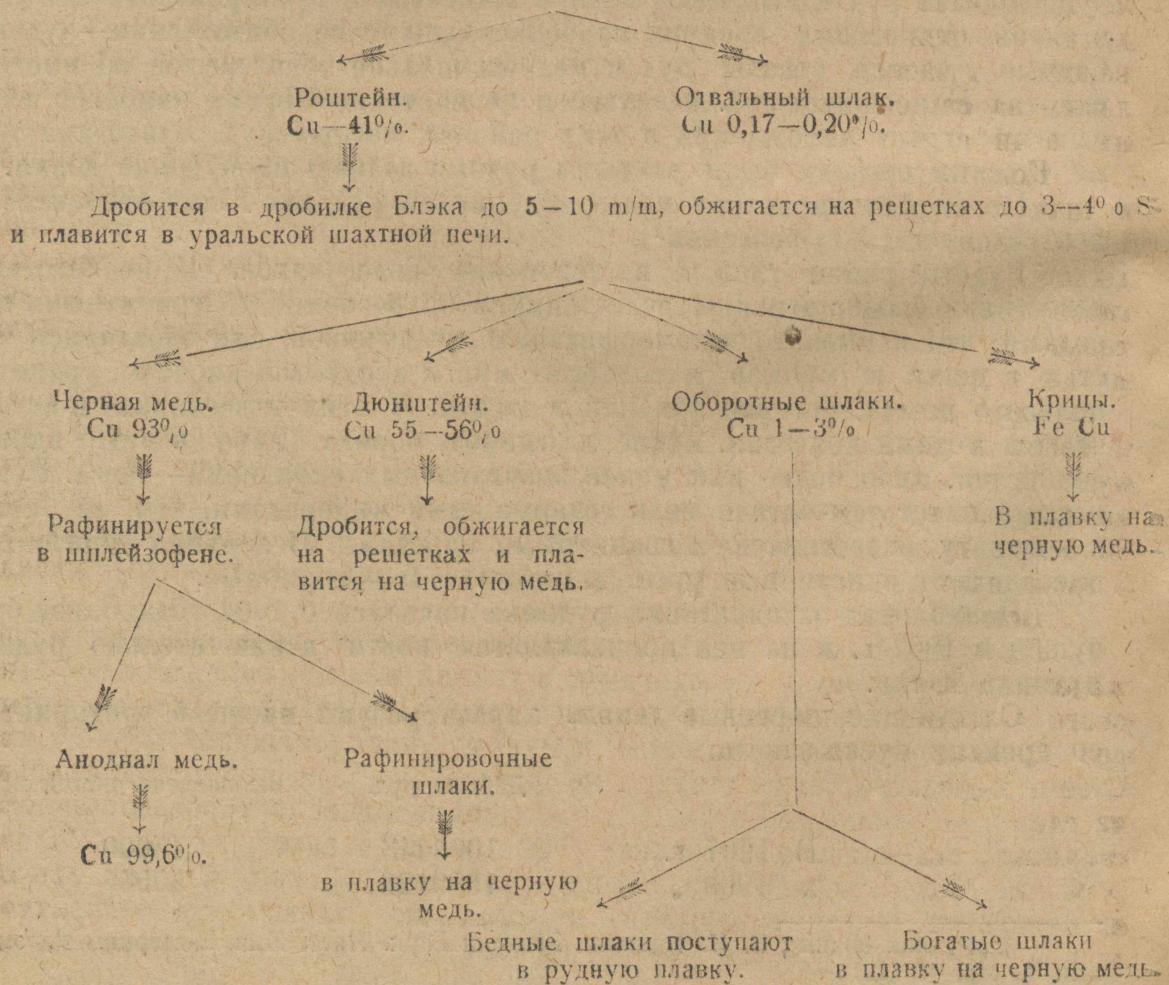 Роштейн.
Cu—41%.
Отвальный шлак.
Cu 0,17—0,20%.
Дробится в дробилке Блэка до 5—10 m/m, обжигается на решетках до 3—4% S
и плавится в уральской шахтной печи.
Черная медь.
Cu 93%
Дюнштейн.
Cu 55—56%
Оборотные шлаки.
Cu 1—3%
Крицы.
Fe Cu
Рафинируется
в шплейзофене.
Дробится, обжигается
на решетках и пла-
вится на черную медь.
В плавку на
черную медь.
Анодная медь.
Cu 99,6%.
Рафинировочные
шлаки.
в плавку на черную
медь.
Бедные шлаки поступают
в рудную плавку.
Богатые шлаки
в плавку на черную медь.